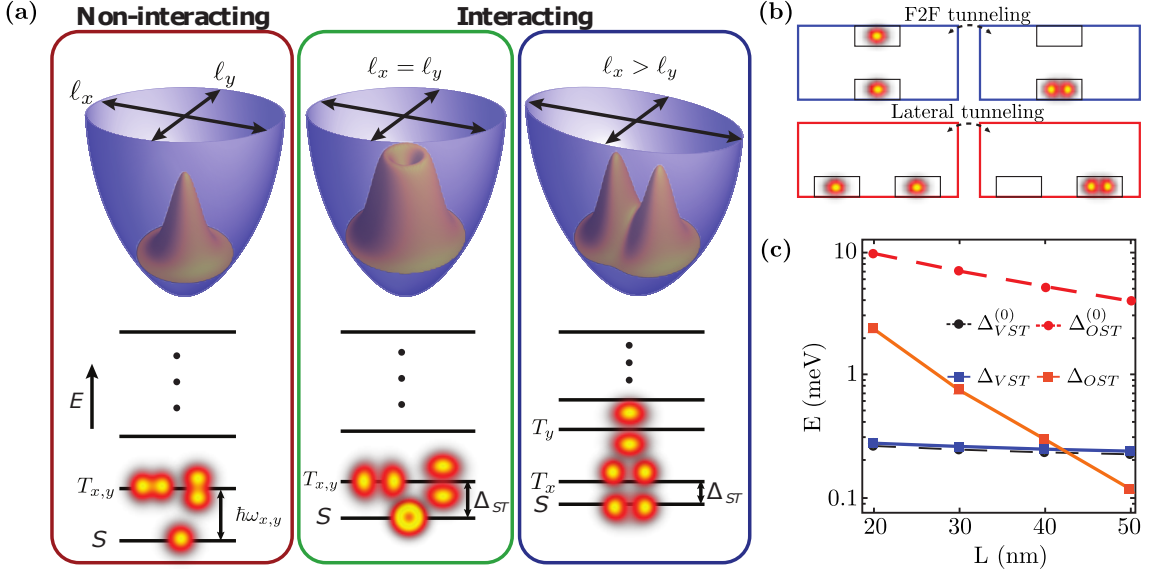 (a)
Non-interacting
Interacting
ℓx
ℓy
ℓx = ℓy
ℓx > ℓy
E
Tx,y
S
ℏωx,y
Tx,y
S
ΔST
Ty
Tx
S
ΔST
(b)
F2F tunneling
Lateral tunneling
(c)
E (meV)
10
1
0.1
Δ(0)VST
Δ(0)OST
ΔVST
ΔOST
20
30
40
50
L (nm)